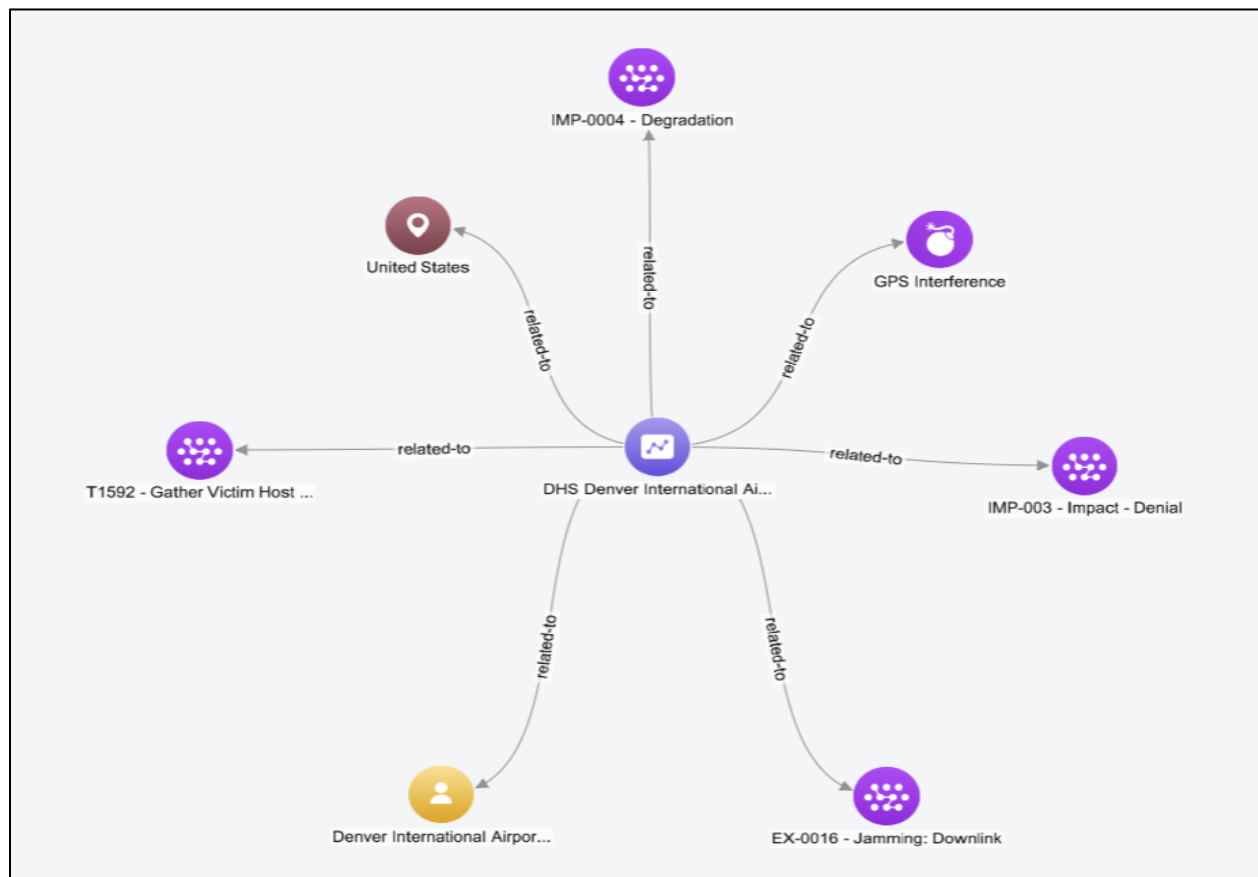 IMP-0004 - Degradation
United States
related-to
GPS Interference
related-to
related-to
T1592 - Gather Victim Host ...
related-to
DHS Denver International Ai...
related-to
IMP-003 - Impact - Denial
related-to
related-to
Denver International Airpor...
EX-0016 - Jamming: Downlink